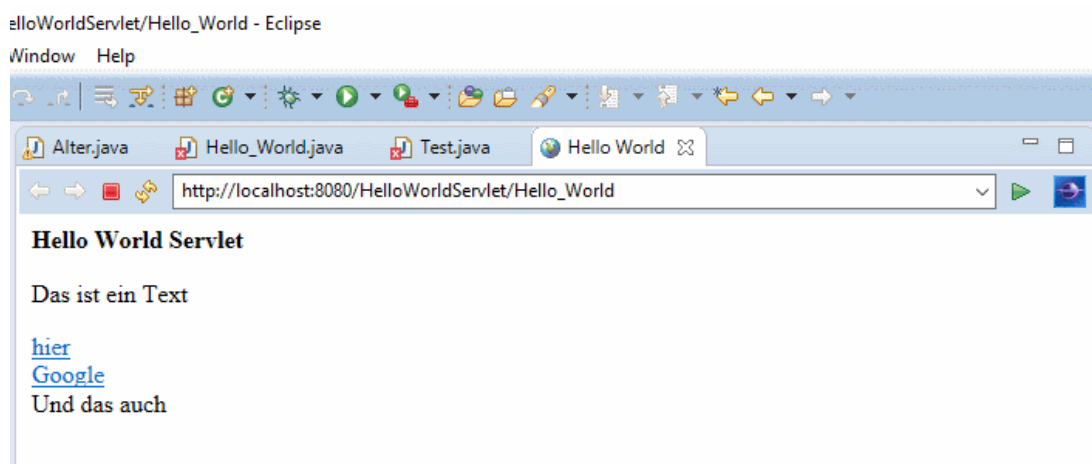 elloWorldServlet/Hello_World - Eclipse
Window Help
Alter.java Hello_World.java Test.java Hello World
http://localhost:8080/HelloWorldServlet/Hello_World
Hello World Servlet
Das ist ein Text
hier
Google
Und das auch